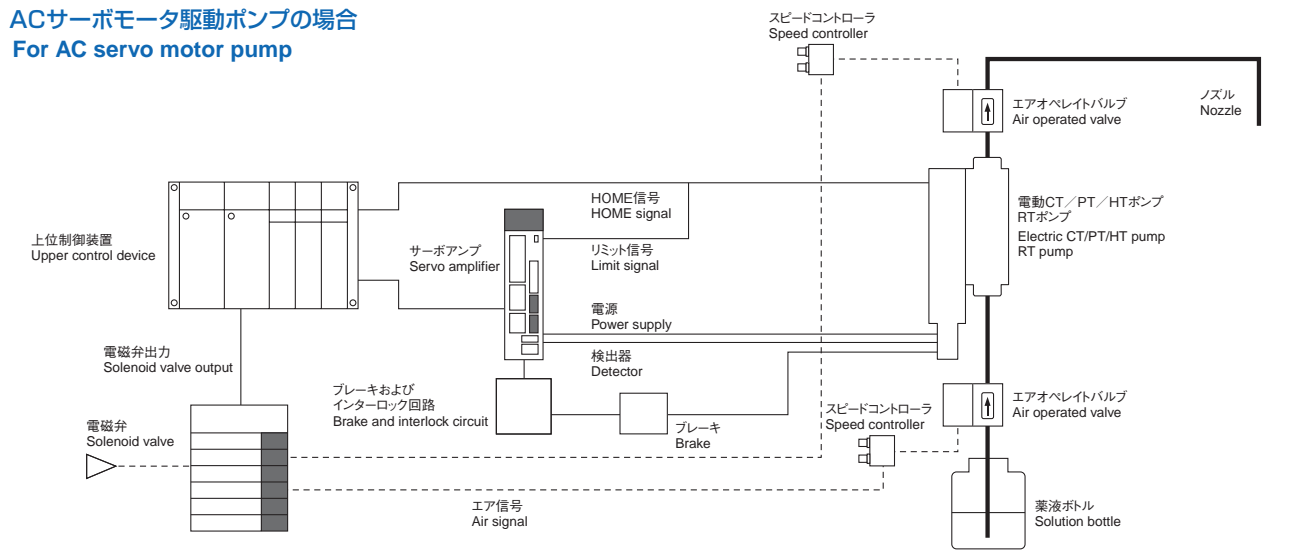 ACサーボモータ駆動ポンプの場合
For AC servo motor pump
スピードコントローラ
Speed controller
エアオペレイトバルブ
Air operated valve
ノズル
Nozzle
HOME信号
HOME signal
電動CT／PT／HTポンプ
RTポンプ
Electric CT/PT/HT pump
RT pump
上位制御装置
Upper control device
サーボアンプ
Servo amplifier
リミット信号
Limit signal
電源
Power supply
検出器
Detector
電磁弁出力
Solenoid valve output
ブレーキおよび
インターロック回路
Brake and interlock circuit
ブレーキ
Brake
スピードコントローラ
Speed controller
エアオペレイトバルブ
Air operated valve
電磁弁
Solenoid valve
エア信号
Air signal
薬液ボトル
Solution bottle